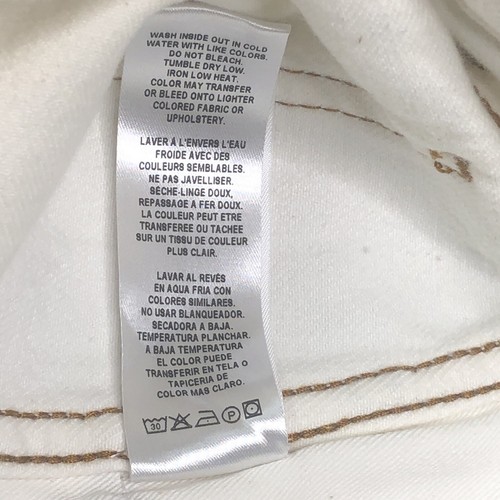 WASH INSIDE OUT IN COLD
WATER WITH LIKE COLORS.
DO NOT BLEACH.
TUMBLE DRY LOW.
IRON LOW HEAT.
COLOR MAY TRANSFER
OR BLEED ONTO LIGHTER
COLORED FABRIC OR
UPHOLSTERY.
LAVER À L'ENVERS L'EAU
FROIDE AVEC DES
COULEURS SEMBLABLES.
NE PAS JAVELLISER.
SÈCHE-LINGE DOUX,
REPASSAGE A FER DOUX.
LA COULEUR PEUT ETRE
TRANSFEREE OU TACHEE
SUR UN TISSU DE COULEUR
PLUS CLAIR.
LAVAR AL REVÉS
EN AQUA FRIA CON
COLORES SIMILARES.
NO USAR BLANQUEADOR.
SECADORA A BAJA.
TEMPERATURA PLANCHAR.
A BAJA TEMPERATURA
EL COLOR PUEDE
TRANSFERIR EN TELA O
TAPICERIA DE
COLOR MAS CLARO.
30 P